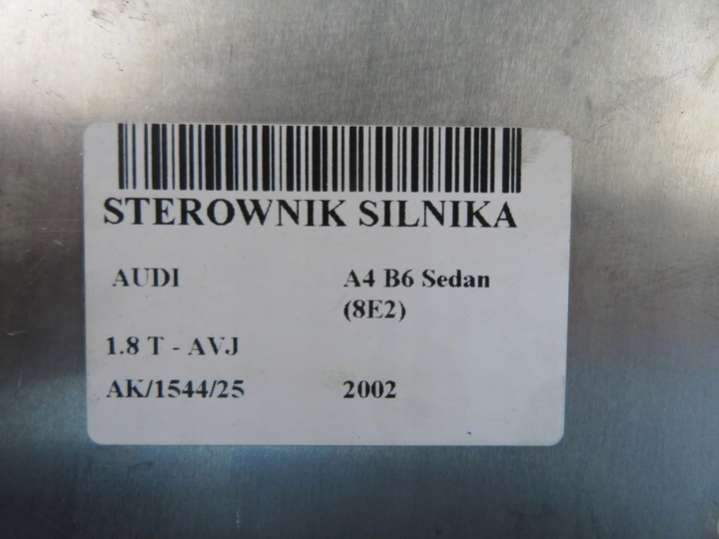 STEROWNIK SILNIKA
AUDI A4 B6 Sedan
(8E2)
1.8 T - AVJ
AK/1544/25 2002